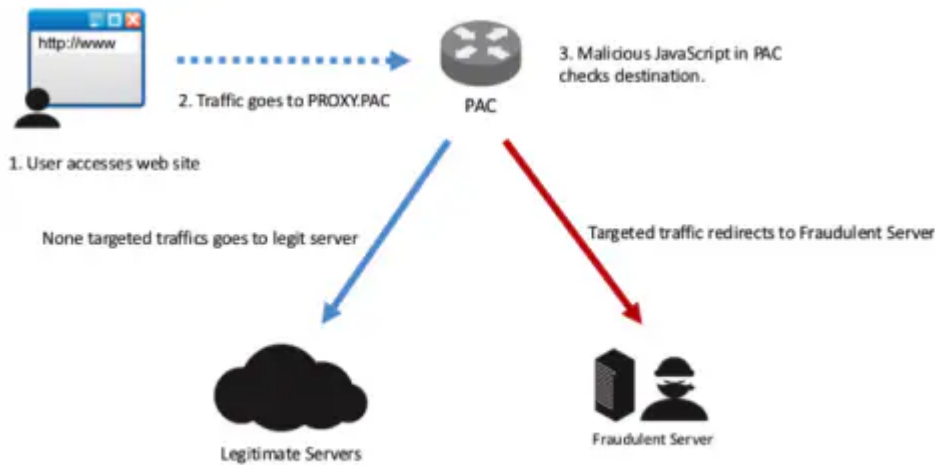 http://www
3. Malicious JavaScript in PAC
checks destination.
2. Traffic goes to PROXY.PAC
PAC
1. User accesses web site
None targeted traffics goes to legit server
Targeted traffic redirects to Fraudulent Server
Legitimate Servers
Fraudulent Server